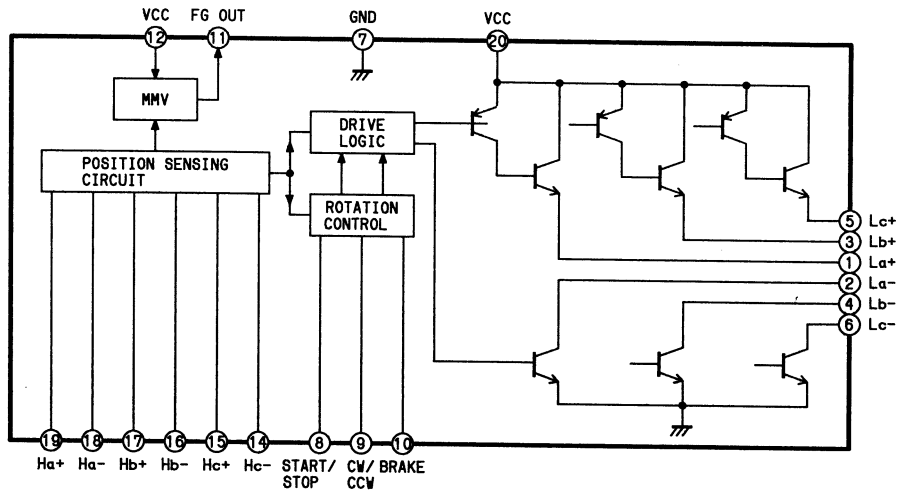 VCC FG OUT GND VCC
12 11 7 20
MMV
DRIVE
LOGIC
POSITION SENSING
CIRCUIT
ROTATION
CONTROL
5 Lc+
3 Lb+
1 La+
2 La-
4 Lb-
6 Lc-
19 18 17 16 15 14 8 9 10
Ha+ Ha- Hb+ Hb- Hc+ Hc- START/ CW/ BRAKE
STOP CCW